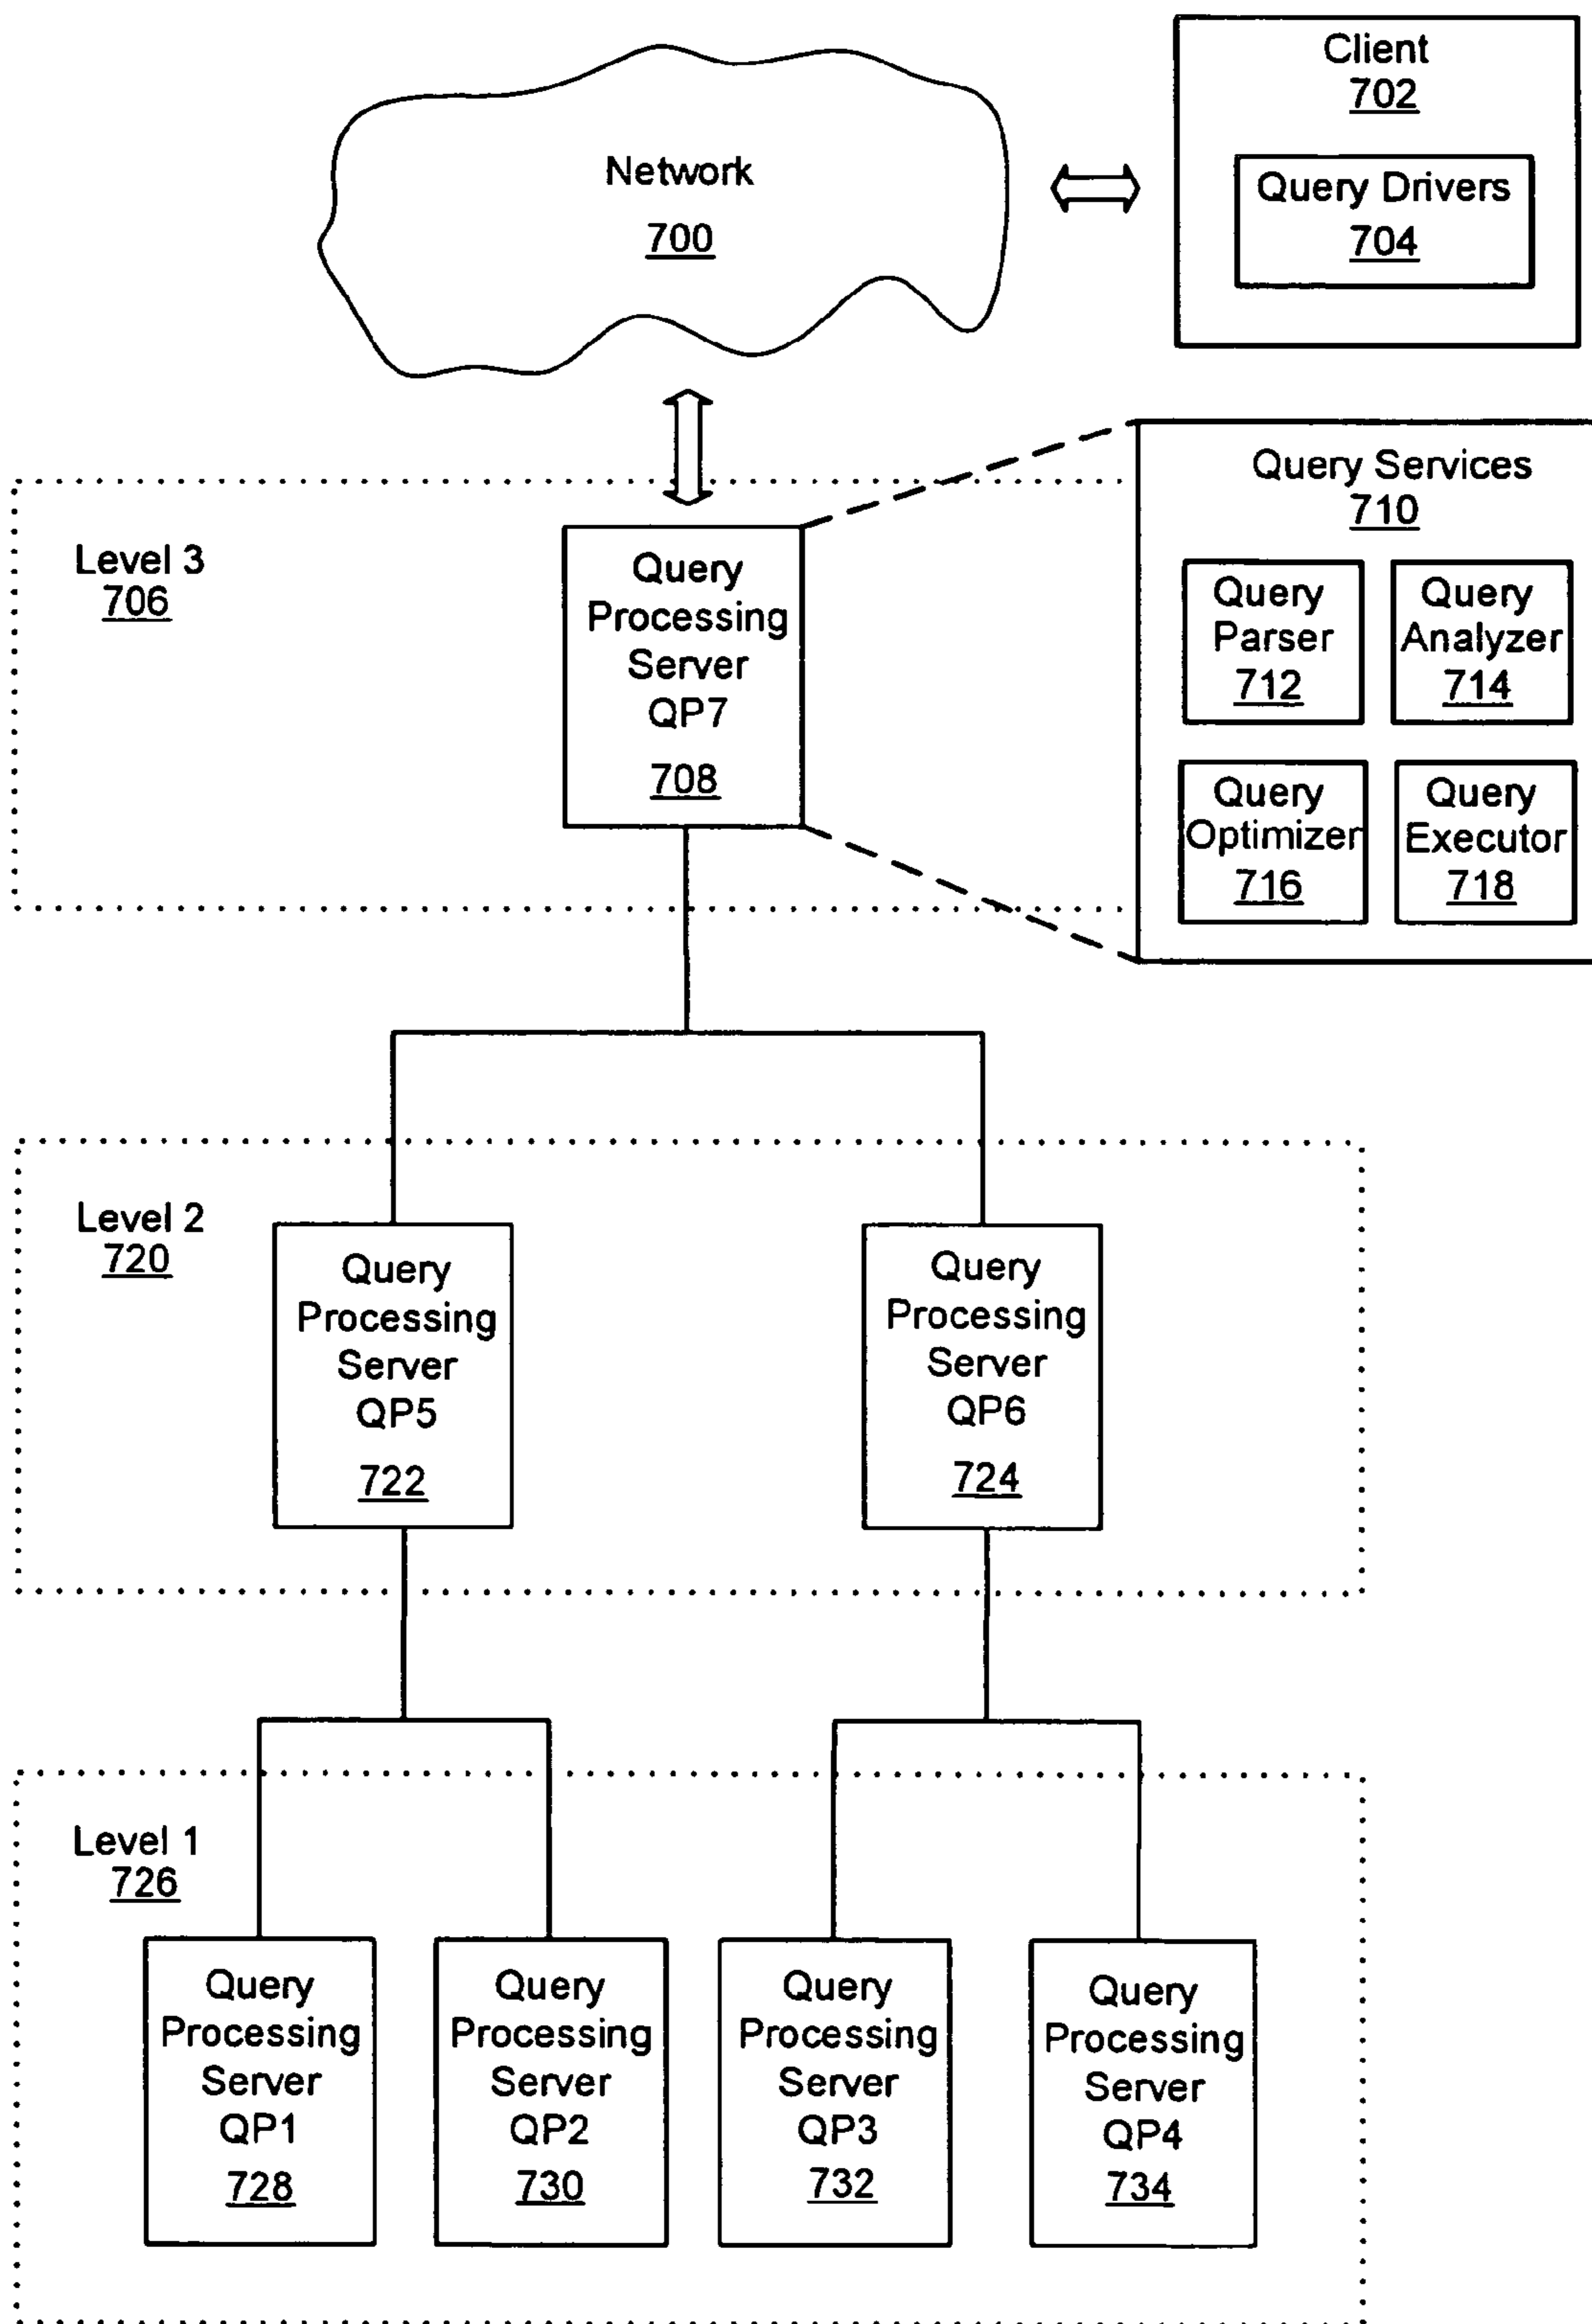 Client
702
Query Drivers
704
Network
700
Query Services
710
Query
Parser
712
Query
Analyzer
714
Query
Optimizer
716
Query
Executor
718
Level 3
706
Query
Processing
Server
QP7
708
Level 2
720
Query
Processing
Server
QP5
722
Query
Processing
Server
QP6
724
Level 1
726
Query
Processing
Server
QP1
728
Query
Processing
Server
QP2
730
Query
Processing
Server
QP3
732
Query
Processing
Server
QP4
734